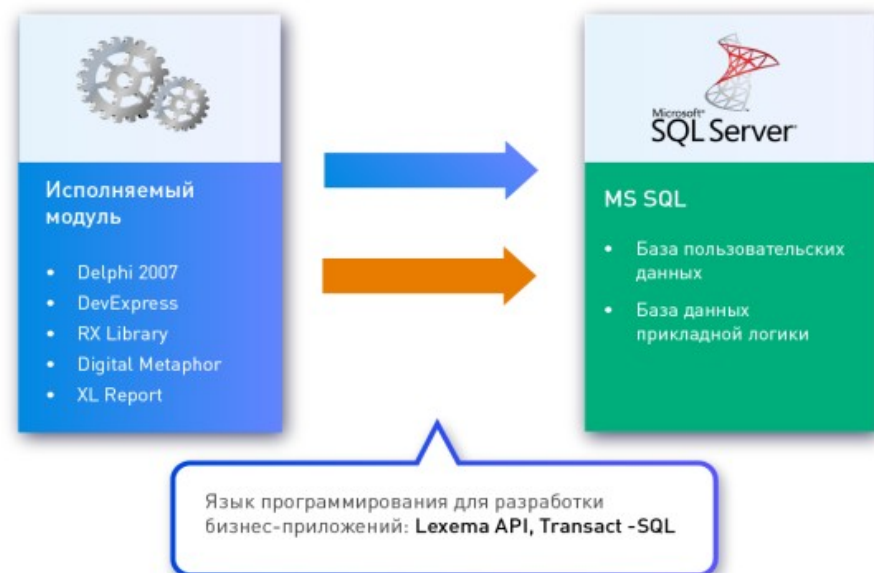 Исполняемый
модуль
• Delphi 2007
• DevExpress
• RX Library
• Digital Metaphor
• XL Report
Microsoft®
SQL Server®
MS SQL
• База пользовательских
данных
• База данных
прикладной логики
Язык программирования для разработки
бизнес-приложений: Lexema API, Transact -SQL